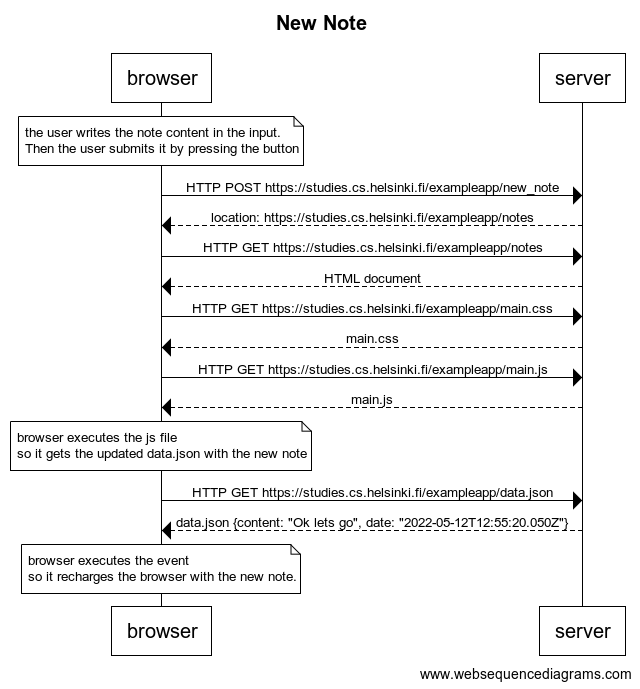 New Note
browser
server
the user writes the note content in the input.
Then the user submits it by pressing the button
HTTP POST https://studies.cs.helsinki.fi/exampleapp/new_note
location: https://studies.cs.helsinki.fi/exampleapp/notes
HTTP GET https://studies.cs.helsinki.fi/exampleapp/notes
HTML document
HTTP GET https://studies.cs.helsinki.fi/exampleapp/main.css
main.css
HTTP GET https://studies.cs.helsinki.fi/exampleapp/main.js
main.js
browser executes the js file
so it gets the updated data.json with the new note
HTTP GET https://studies.cs.helsinki.fi/exampleapp/data.json
data.json {content: "Ok lets go", date: "2022-05-12T12:55:20.050Z"}
browser executes the event
so it recharges the browser with the new note.
browser
server
www.websequencediagrams.com